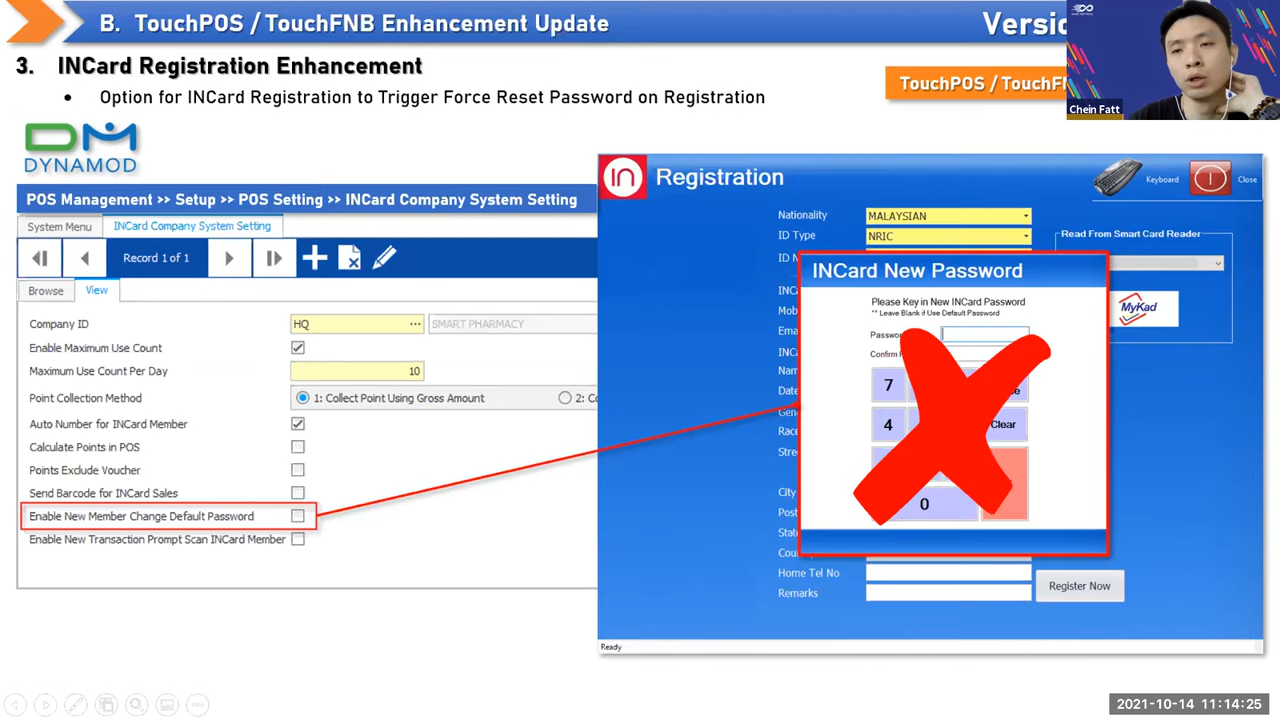 B. TouchPOS / TouchFNB Enhancement Update
3. INCard Registration Enhancement
• Option for INCard Registration to Trigger Force Reset Password on Registration
TouchPOS /
Chein Fatt
DYNAMOD
POS Management >> Setup >> POS Setting >> INCard Company System Setting
System Menu
INCard Company System Setting
Record 1 of 1
Browse
View
Company ID
HQ
SMART PHARMACY
Enable Maximum Use Count
Maximum Use Count Per Day
10
Point Collection Method
1: Collect Point Using Gross Amount
2:
Auto Number for INCard Member
Calculate Points in POS
Points Exclude Voucher
Send Barcode for INCard Sales
Enable New Member Change Default Password
Enable New Transaction Prompt Scan INCard Member
in
Registration
Keyboard
Close
Nationality
MALAYSIAN
ID Type
NRIC
Read From Smart Card Reader
MyKad
INCard New Password
Please Key in New INCard Password
** Leave Blank if Use Default Password
Confirm
7
4
Clear
0
City
Home Tel No
Remarks
Register Now
Ready
2021-10-14 11:14:25